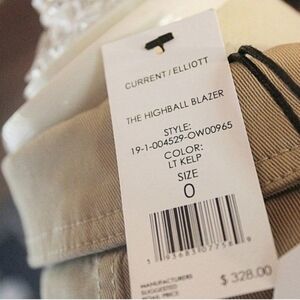 CURRENT/ELLIOTT
THE HIGHBALL BLAZER
STYLE:
19-1-004529-OW00965
COLOR:
LT KELP
SIZE
0
MANUFACTURERS
SUGGESTED
PRICE
$ 328.00